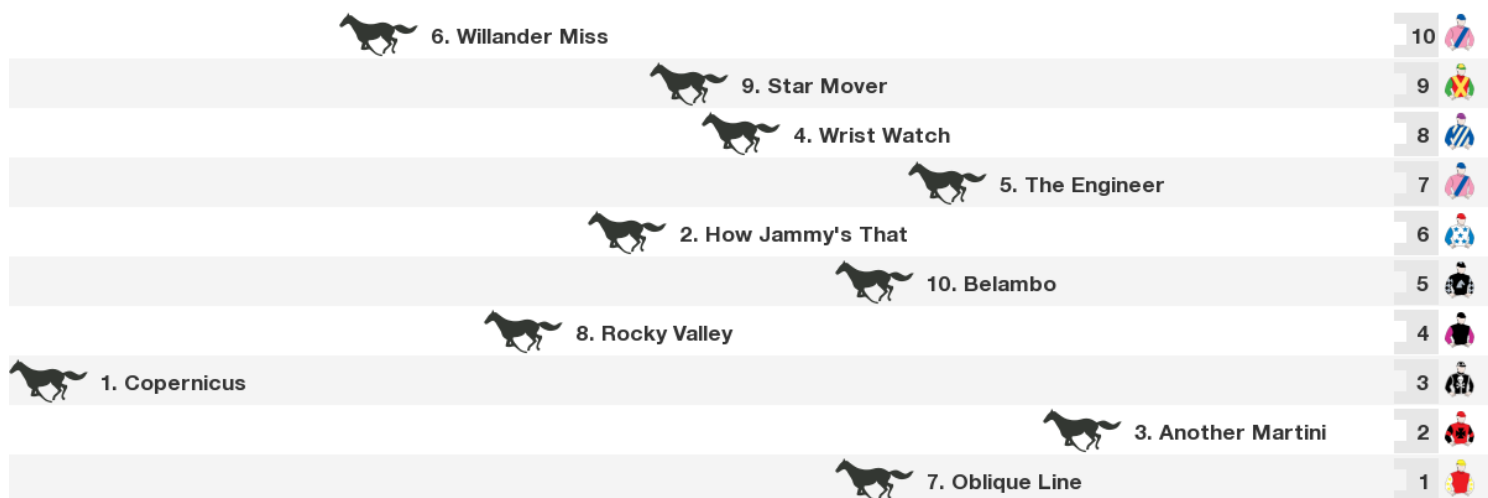 6. Willander Miss 10
9. Star Mover 9
4. Wrist Watch 8
5. The Engineer 7
2. How Jammy's That 6
10. Belambo 5
8. Rocky Valley 4
1. Copernicus 3
3. Another Martini 2
7. Oblique Line 1